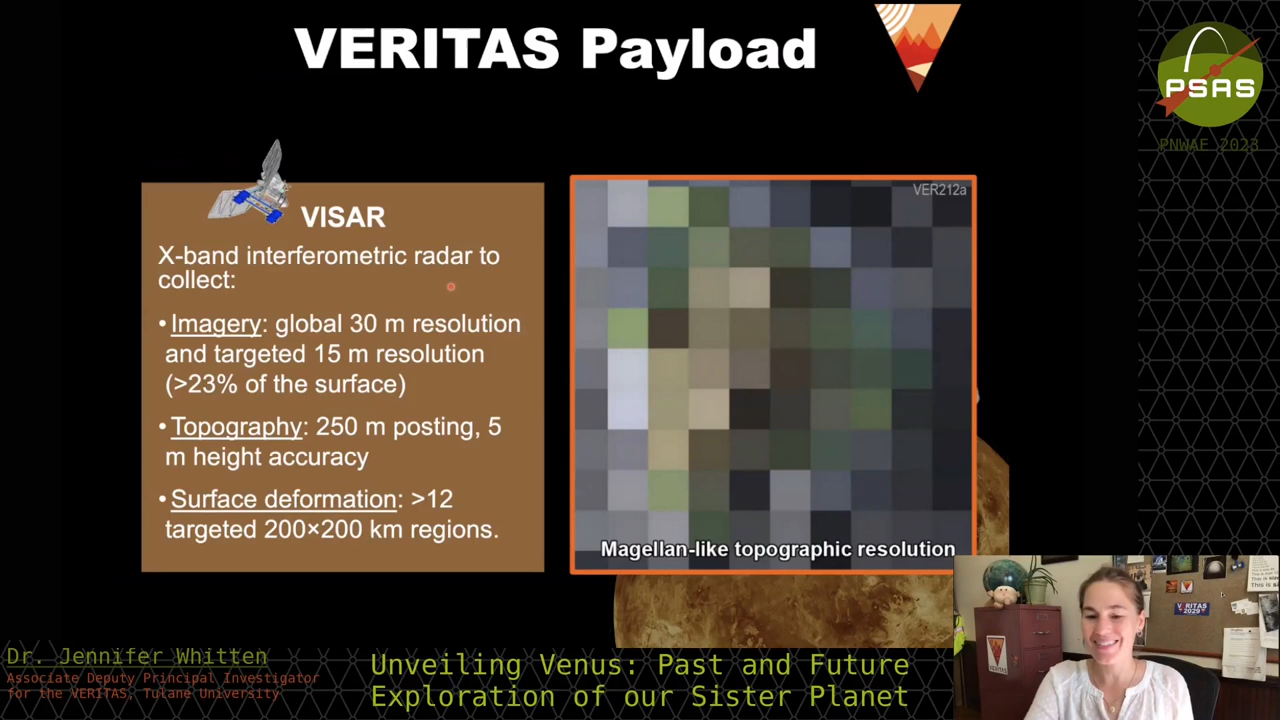 VERITAS Payload
PSAS
PNWAF 2023
VISAR
X-band interferometric radar to
collect:
• Imagery: global 30 m resolution
and targeted 15 m resolution
(>23% of the surface)
• Topography: 250 m posting, 5
m height accuracy
• Surface deformation: >12
targeted 200×200 km regions.
VER212a
Magellan-like topographic resolution
VERITAS
2029
Dr. Jennifer Whitten
Associate Deputy Principal Investigator
for the VERITAS, Tulane University
Unveiling Venus: Past and Future
Exploration of our Sister Planet